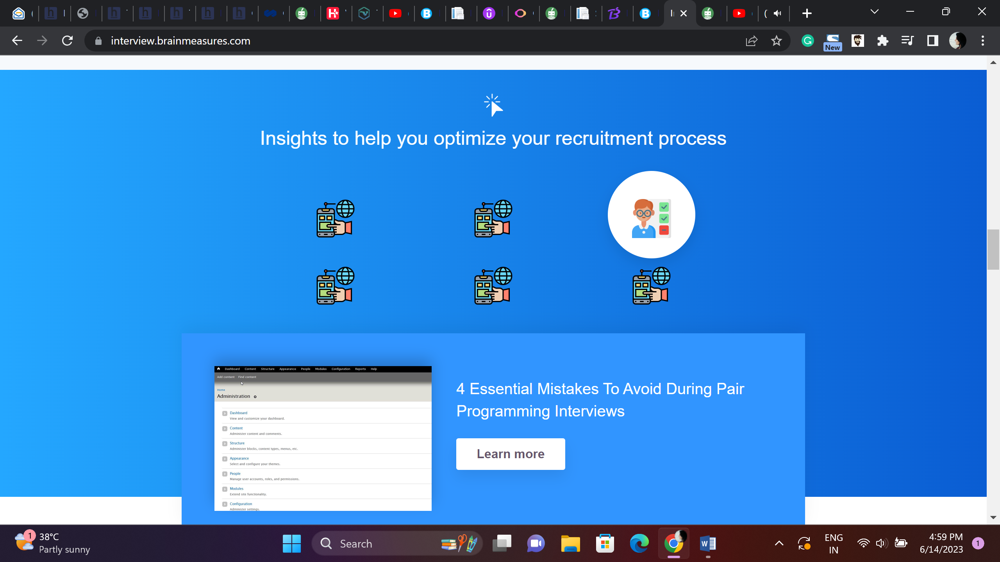 interview.brainmeasures.com
New
Insights to help you optimize your recruitment process
Dashboard Content Structure Appearance People Modules Configuration Reports Help
Add content Find content
Home
Administration
Dashboard
View and customize your dashboard.
Content
Administer content and comments.
Structure
Administer blocks, content types, menus, etc.
Appearance
Select and configure your themes.
People
Manage user accounts, roles, and permissions.
Modules
Extend site functionality.
Configuration
Administer settings.
4 Essential Mistakes To Avoid During Pair
Programming Interviews
Learn more
1
38°C
Partly sunny
Search
ENG
IN
4:59 PM
6/14/2023
1